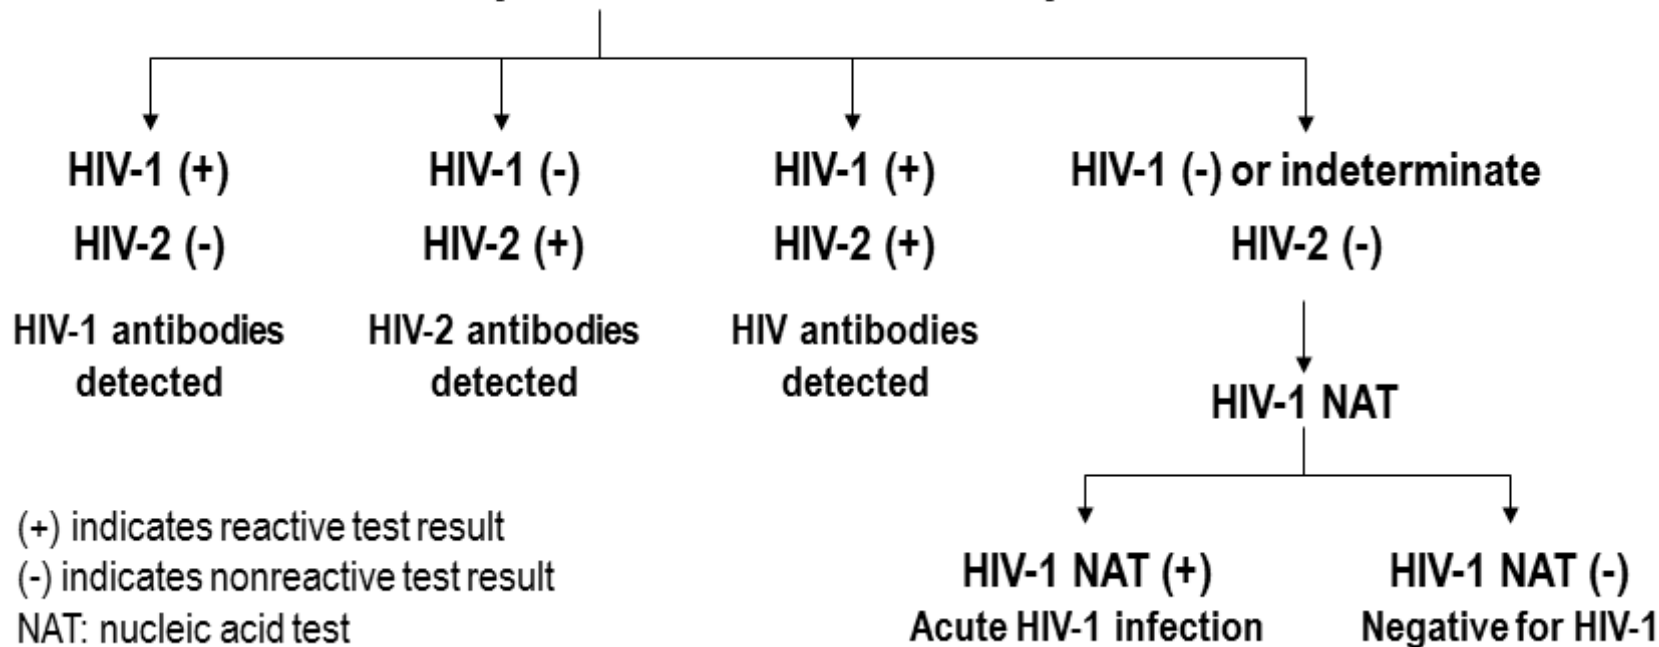 HIV-1 (+)
HIV-2 (-)
HIV-1 antibodies
detected
HIV-1 (-)
HIV-2 (+)
HIV-2 antibodies
detected
HIV-1 (+)
HIV-2 (+)
HIV antibodies
detected
HIV-1 (-) or indeterminate
HIV-2 (-)
HIV-1 NAT
HIV-1 NAT (+)
Acute HIV-1 infection
HIV-1 NAT (-)
Negative for HIV-1
(+) indicates reactive test result
(-) indicates nonreactive test result
NAT: nucleic acid test